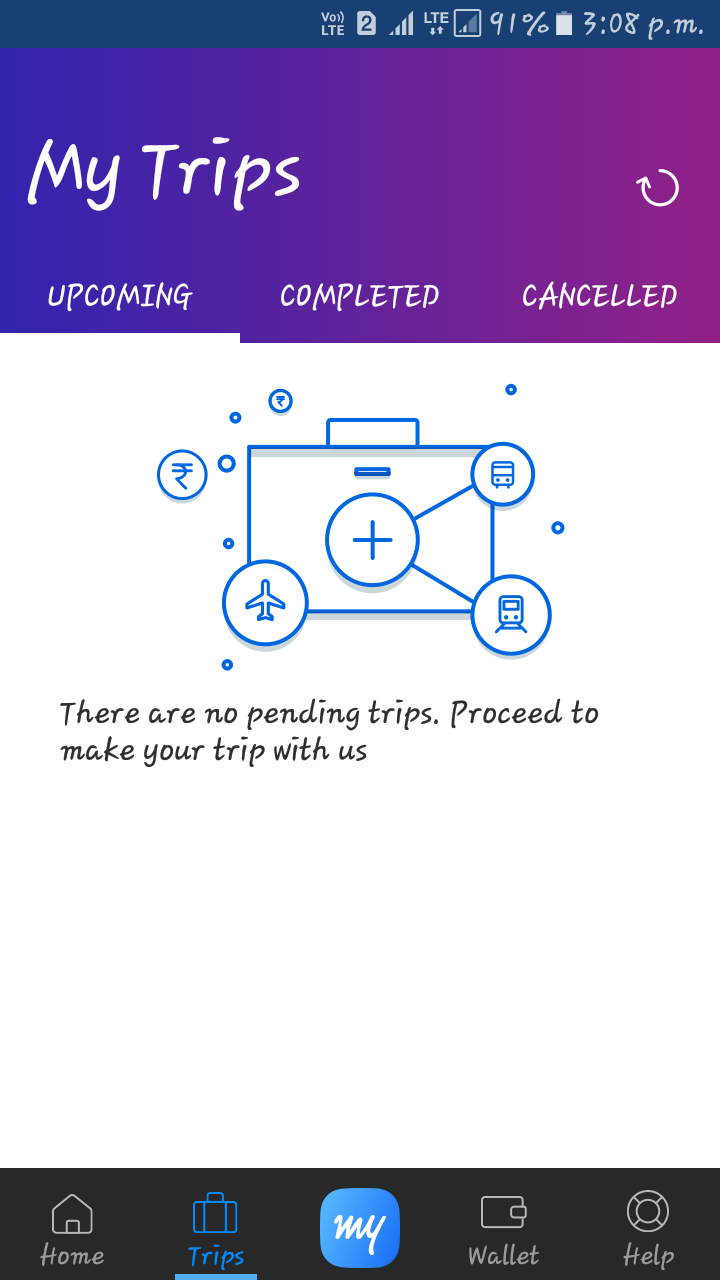 Vo)) LTE 2 LTE 91% 3:08 p.m.
My Trips
UPCOMING COMPLETED CANCELLED
₹
₹
There are no pending trips. Proceed to
make your trip with us
my
Home Trips Wallet Help